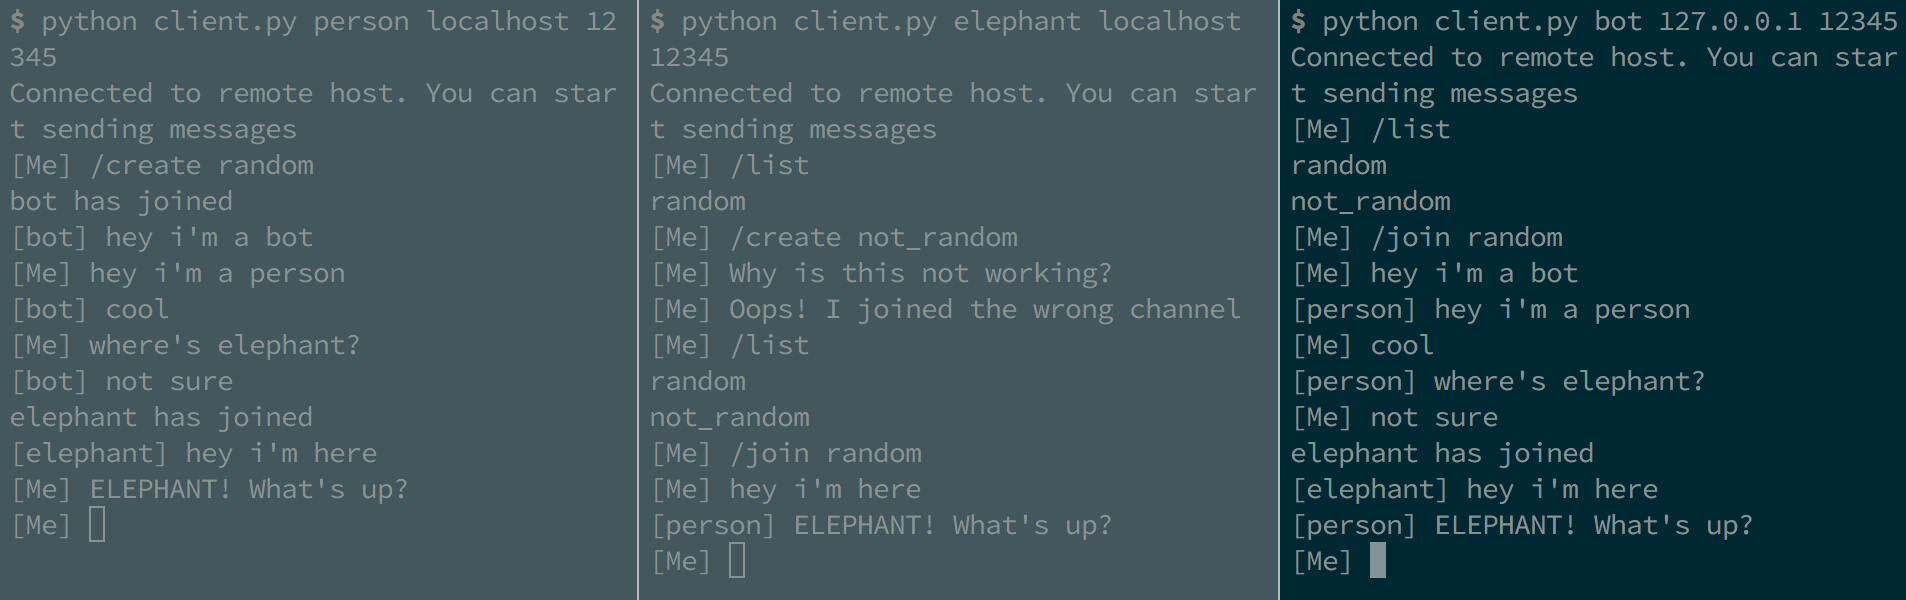 $ python client.py person localhost 12
345
Connected to remote host. You can star
t sending messages
[Me] /create random
bot has joined
[bot] hey i'm a bot
[Me] hey i'm a person
[bot] cool
[Me] where's elephant?
[bot] not sure
elephant has joined
[elephant] hey i'm here
[Me] ELEPHANT! What's up?
[Me]
$ python client.py elephant localhost
12345
Connected to remote host. You can star
t sending messages
[Me] /list
random
[Me] /create not_random
[Me] Why is this not working?
[Me] Oops! I joined the wrong channel
[Me] /list
random
not_random
[Me] /join random
[Me] hey i'm here
[person] ELEPHANT! What's up?
[Me]
$ python client.py bot 127.0.0.1 12345
Connected to remote host. You can star
t sending messages
[Me] /list
random
not_random
[Me] /join random
[Me] hey i'm a bot
[person] hey i'm a person
[Me] cool
[person] where's elephant?
[Me] not sure
elephant has joined
[elephant] hey i'm here
[person] ELEPHANT! What's up?
[Me]